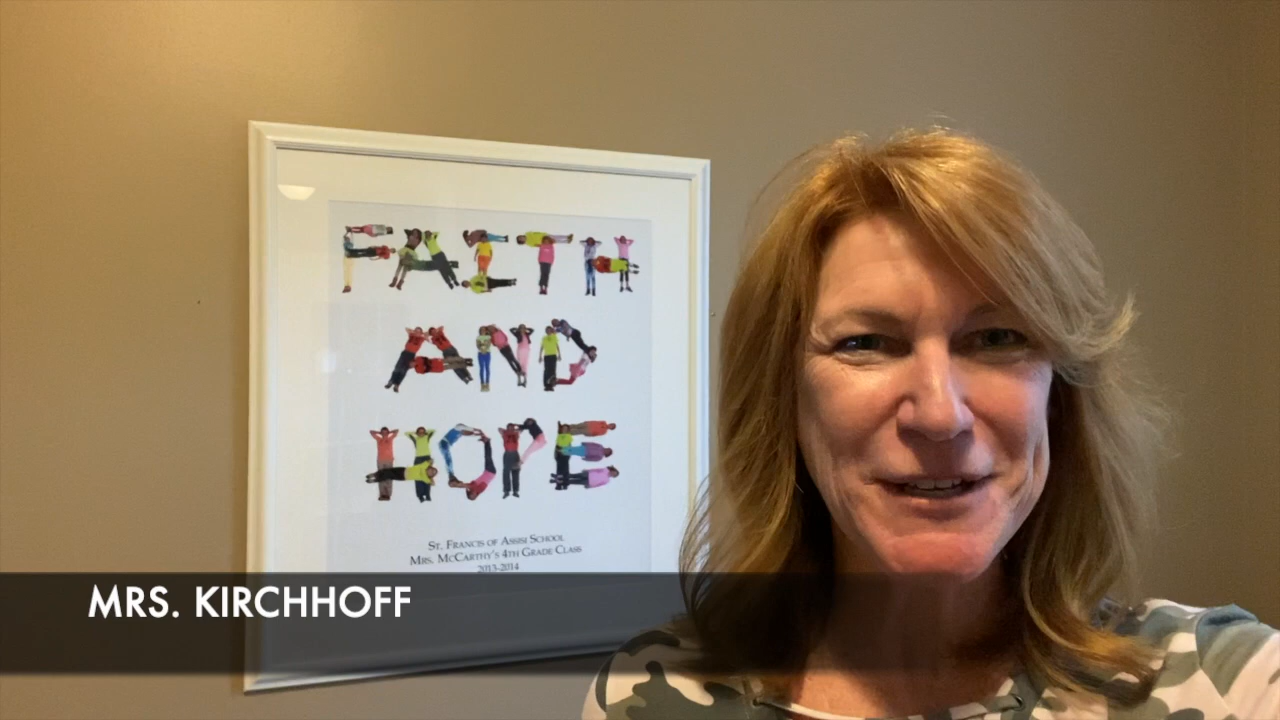 FAITH
AND
HOPE
St. Francis of Assisi School
Mrs. McCarthy's 4th Grade Class
2013-2014
MRS. KIRCHHOFF